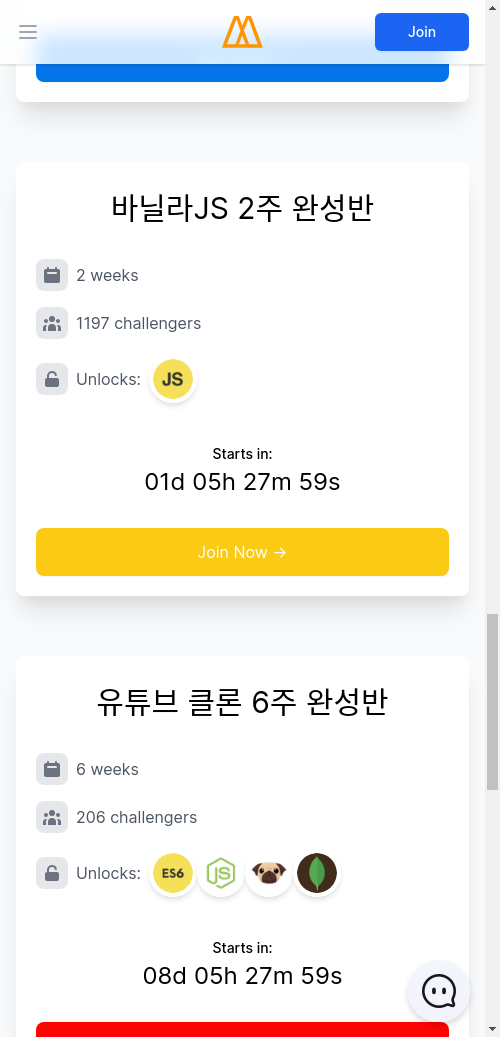 Join
바닐라JS 2주 완성반
2 weeks
1197 challengers
Unlocks:
JS
Starts in:
01d 05h 27m 59s
Join Now →
유튜브 클론 6주 완성반
6 weeks
206 challengers
Unlocks:
ES6
JS
Starts in:
08d 05h 27m 59s